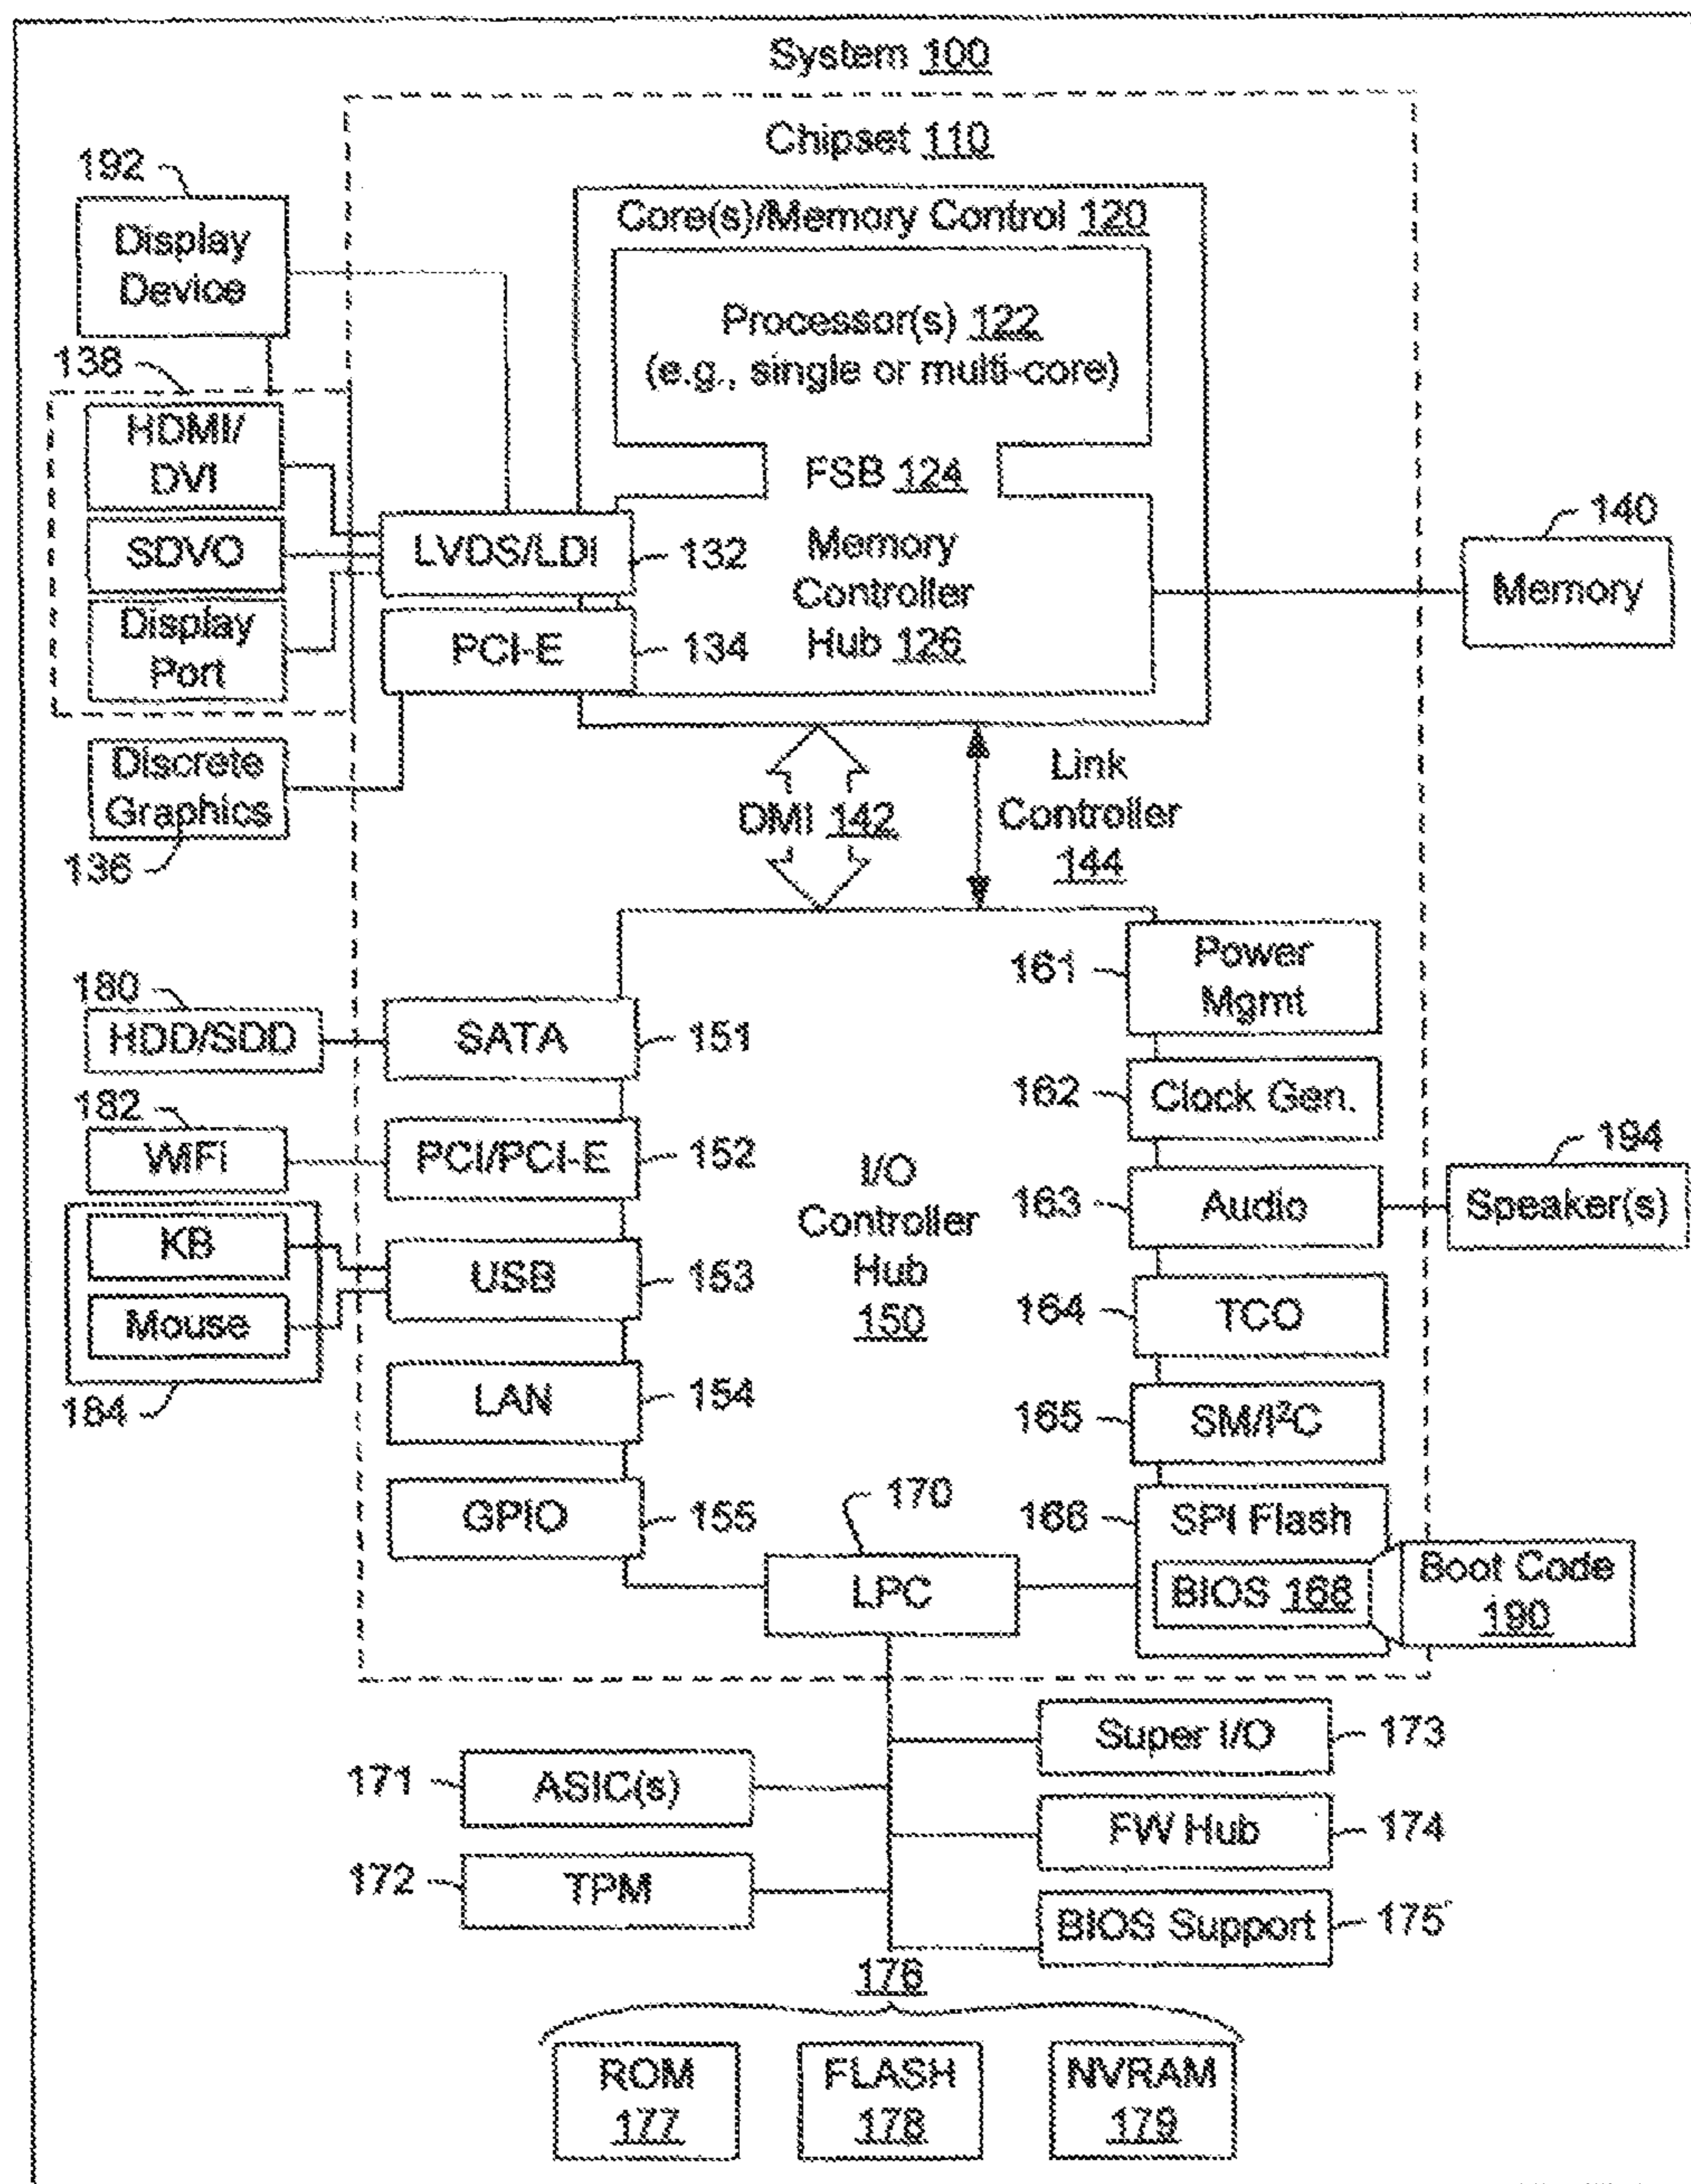 System 100
Chipset 110
192
Display
Device
Core(s)/Memory Control 120
Processor(s) 122
(e.g., single or multi-core)
138
HDMI/
DVI
SDVO
Display
Port
FSB 124
LVDS/LDI
132
PCI-E
134
Memory
Controller
Hub 126
140
Memory
Discrete
Graphics
136
DMI 142
Link
Controller
144
180
HDD/SDD
SATA
151
182
WiFi
PCI/PCI-E
152
KB
Mouse
184
USB
153
LAN
154
GPIO
155
I/O
Controller
Hub
150
161
Power
Mgmt
162
Clock Gen.
163
Audio
194
Speaker(s)
164
TCO
165
SM/I²C
166
SPI Flash
BIOS 168
Boot Code
190
170
LPC
171
ASIC(s)
172
TPM
Super I/O
173
FW Hub
174
BIOS Support
175
176
ROM
177
FLASH
178
NVRAM
179